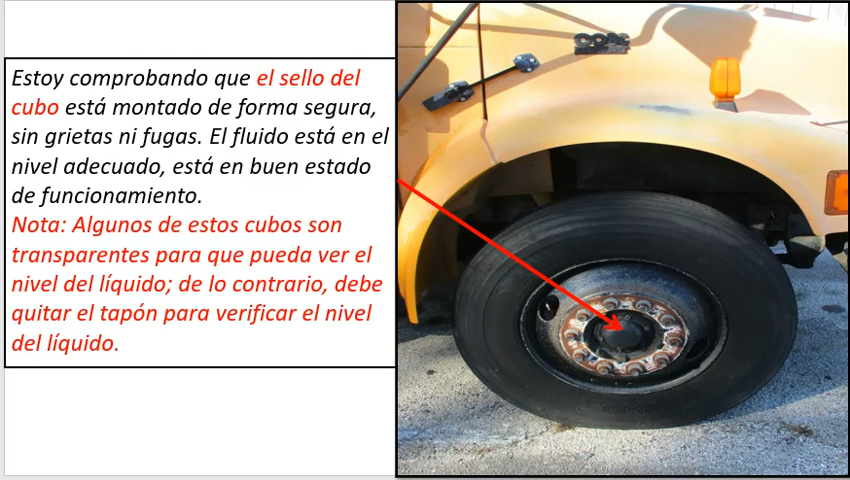 Estoy comprobando que el sello del
cubo está montado de forma segura,
sin grietas ni fugas. El fluido está en el
nivel adecuado, está en buen estado
de funcionamiento.
Nota: Algunos de estos cubos son
transparentes para que pueda ver el
nivel del líquido; de lo contrario, debe
quitar el tapón para verificar el nivel
del líquido.